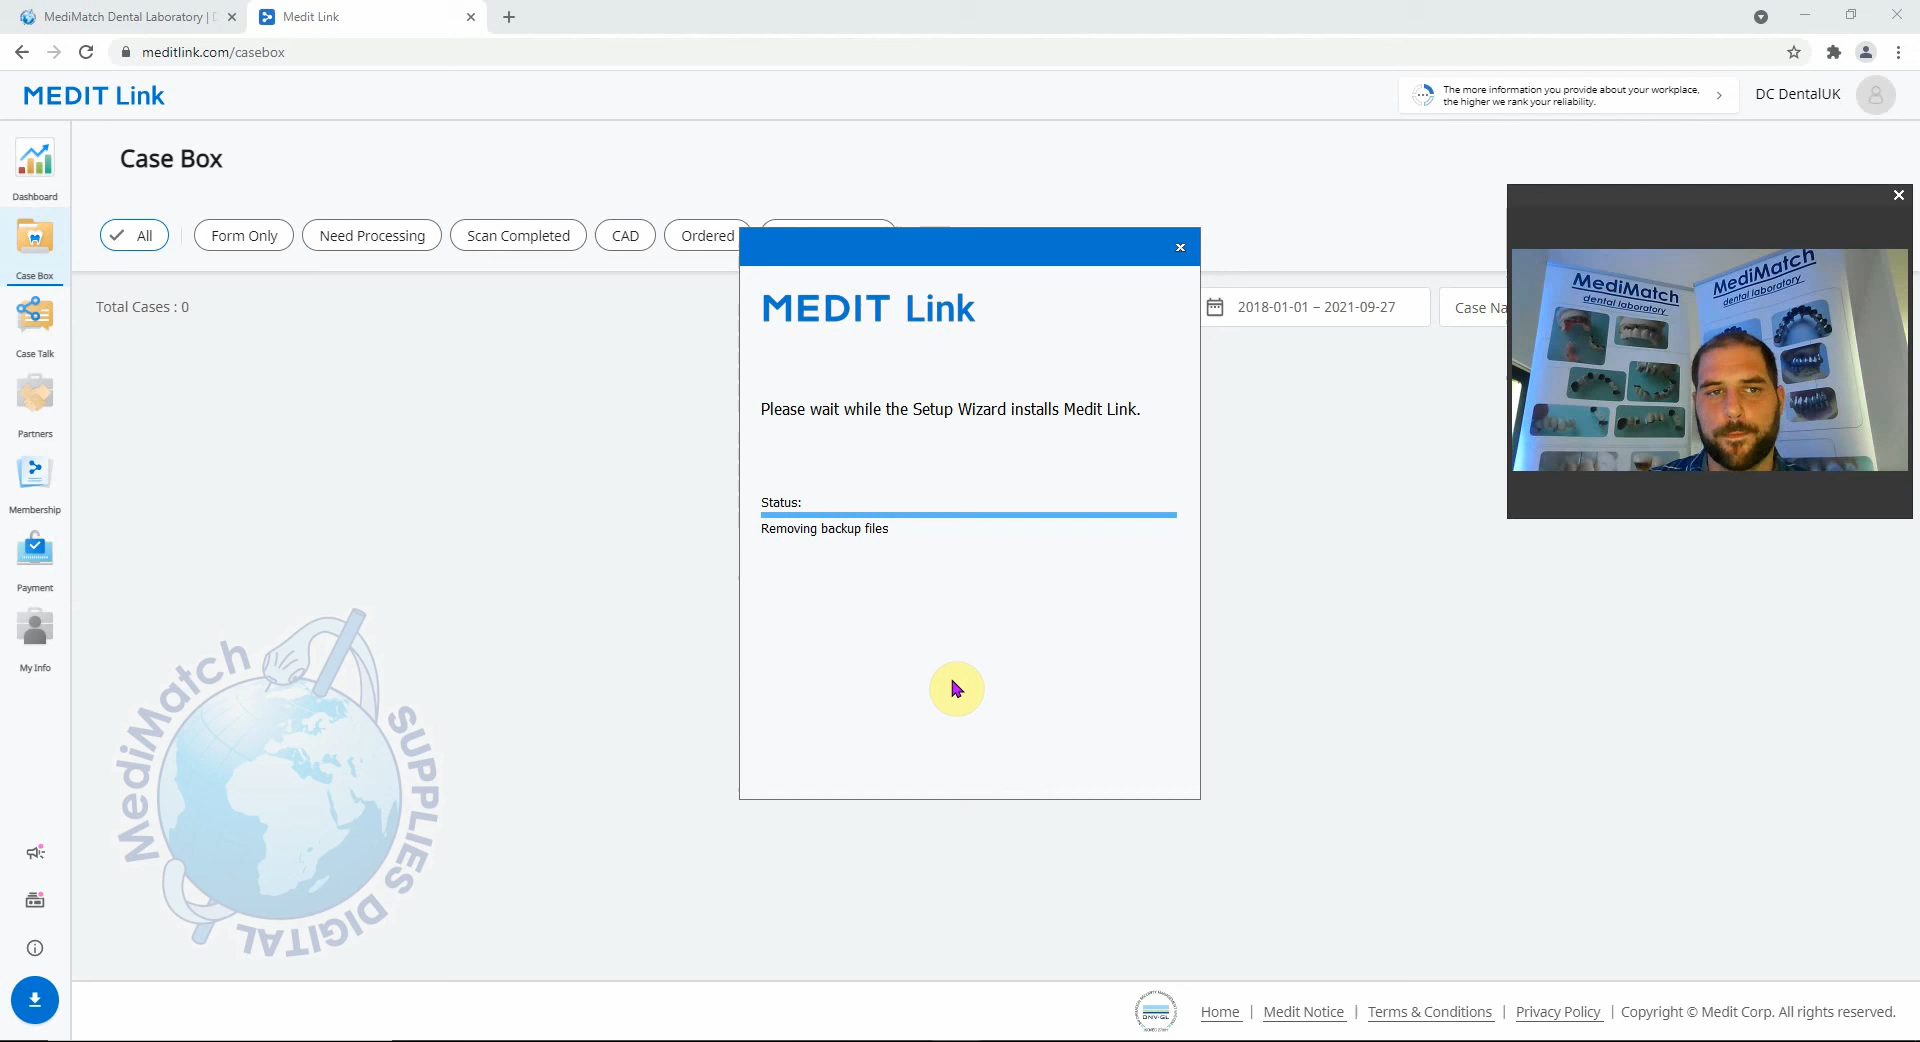 MediMatch Dental Laboratory |
Medit Link
meditlink.com/casebox
MEDIT Link
The more information you provide about your workplace,
the higher we rank your reliability.
DC DentalUK
Dashboard
Case Box
Case Talk
Partners
Membership
Payment
My Info
Case Box
All
Form Only
Need Processing
Scan Completed
CAD
Ordered
Total Cases : 0
2018-01-01 – 2021-09-27
Case Na
MEDIT Link
Please wait while the Setup Wizard installs Medit Link.
Status:
Removing backup files
MediMatch
dental laboratory
MediMatch
dental laboratory
MediMatch SUPPLIES DIGITAL
DNV·GL
Home | Medit Notice | Terms & Conditions | Privacy Policy | Copyright © Medit Corp. All rights reserved.